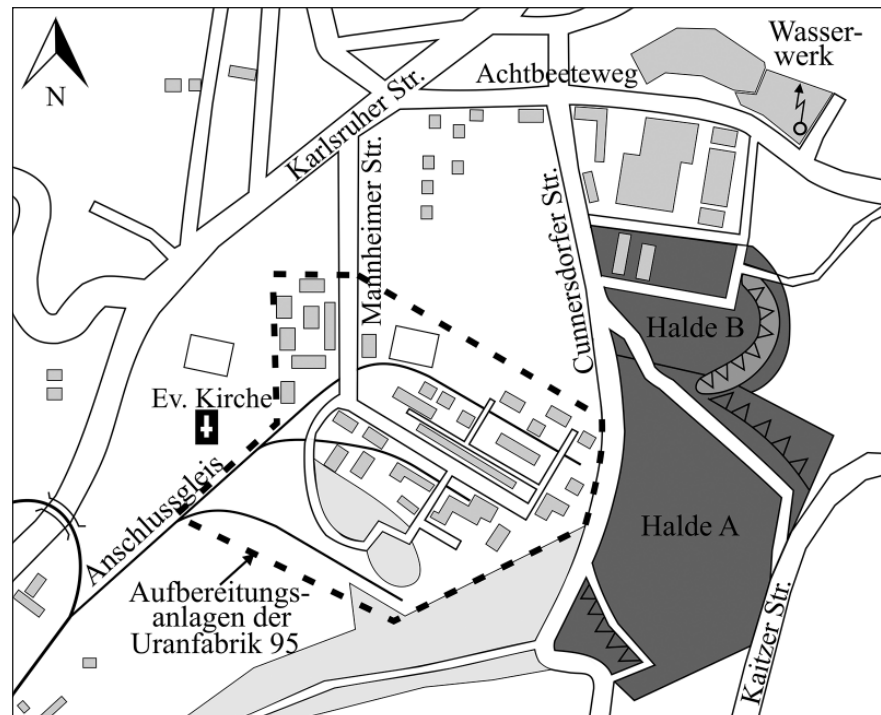 Wasser-
werk
Achtbeeteweg
N
Karlsruher Str.
Mannheimer Str.
Cunnersdorfer Str.
Halde B
Ev. Kirche
Anschlussgleis
Halde A
Aufbereitungs-
anlagen der
Uranfabrik 95
Kaitzer Str.